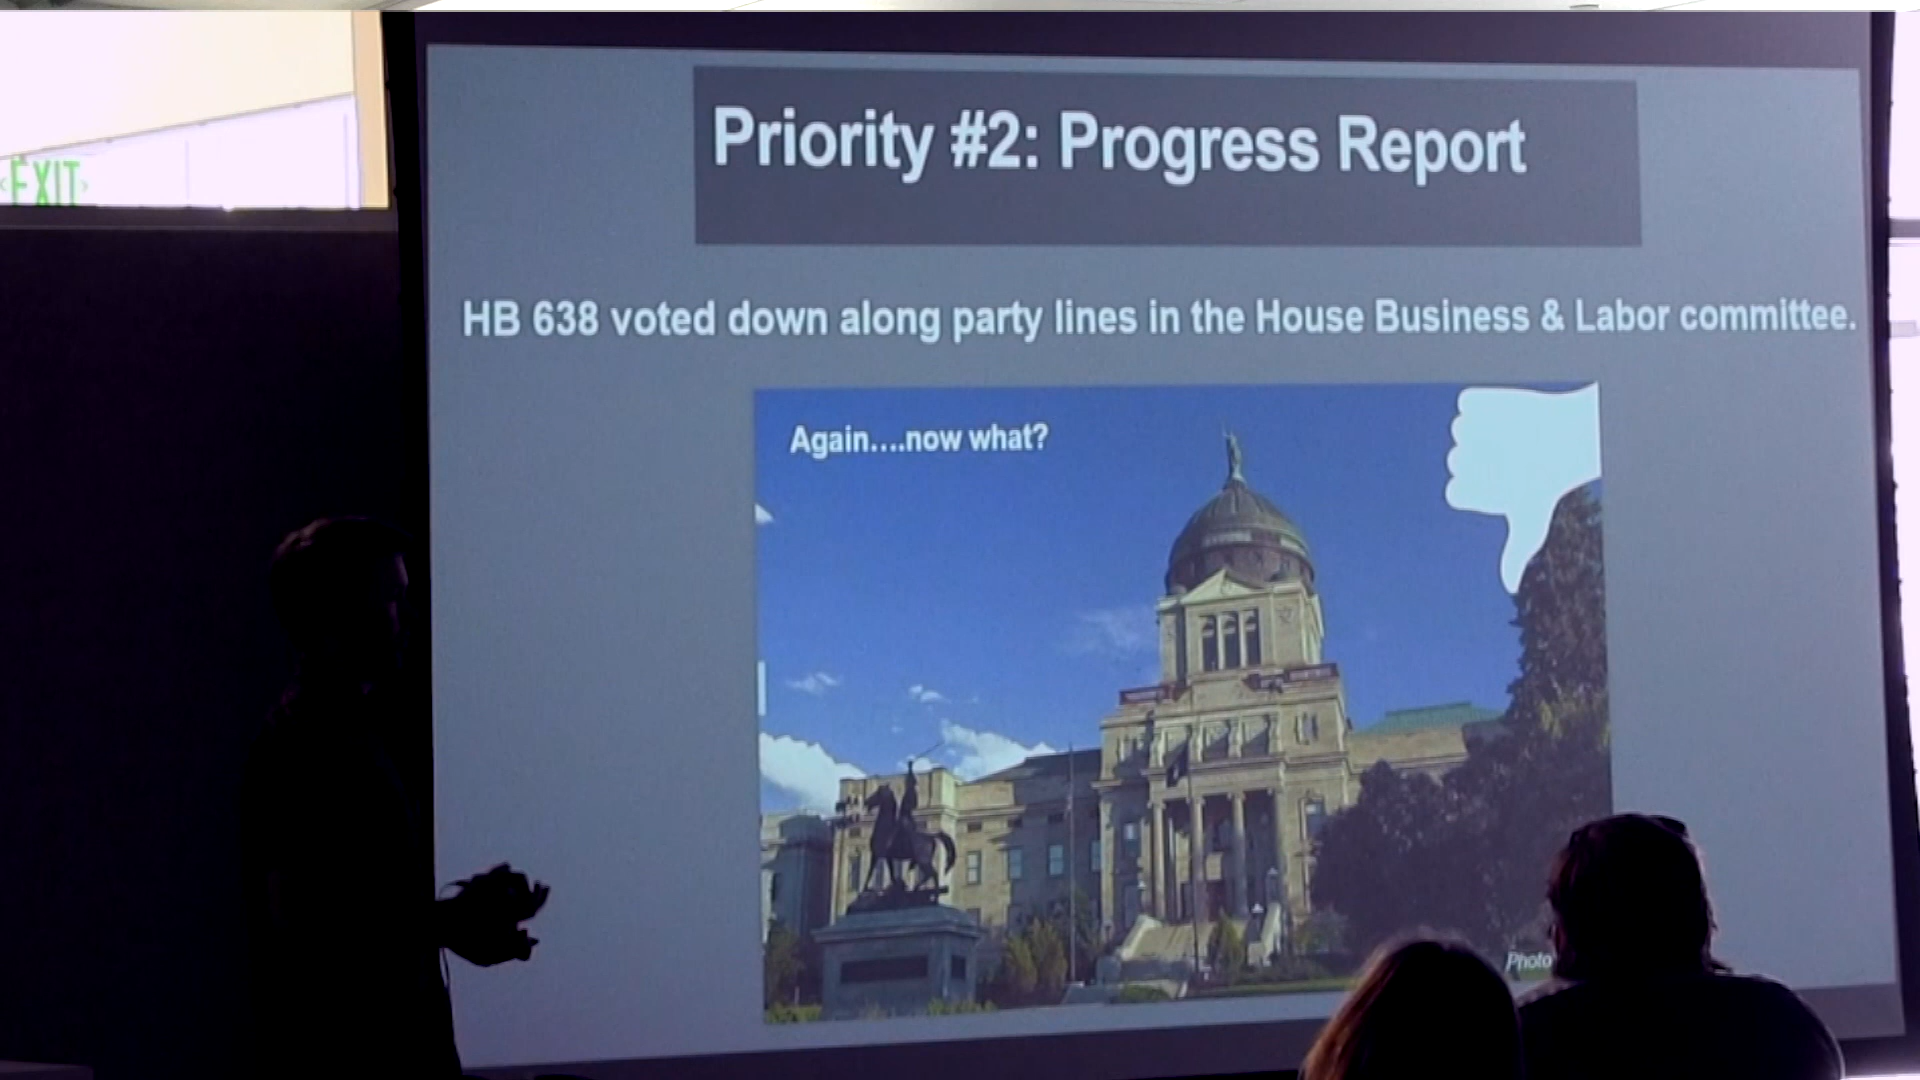 EXIT
Priority #2: Progress Report
HB 638 voted down along party lines in the House Business & Labor committee.
Again....now what?
Photo